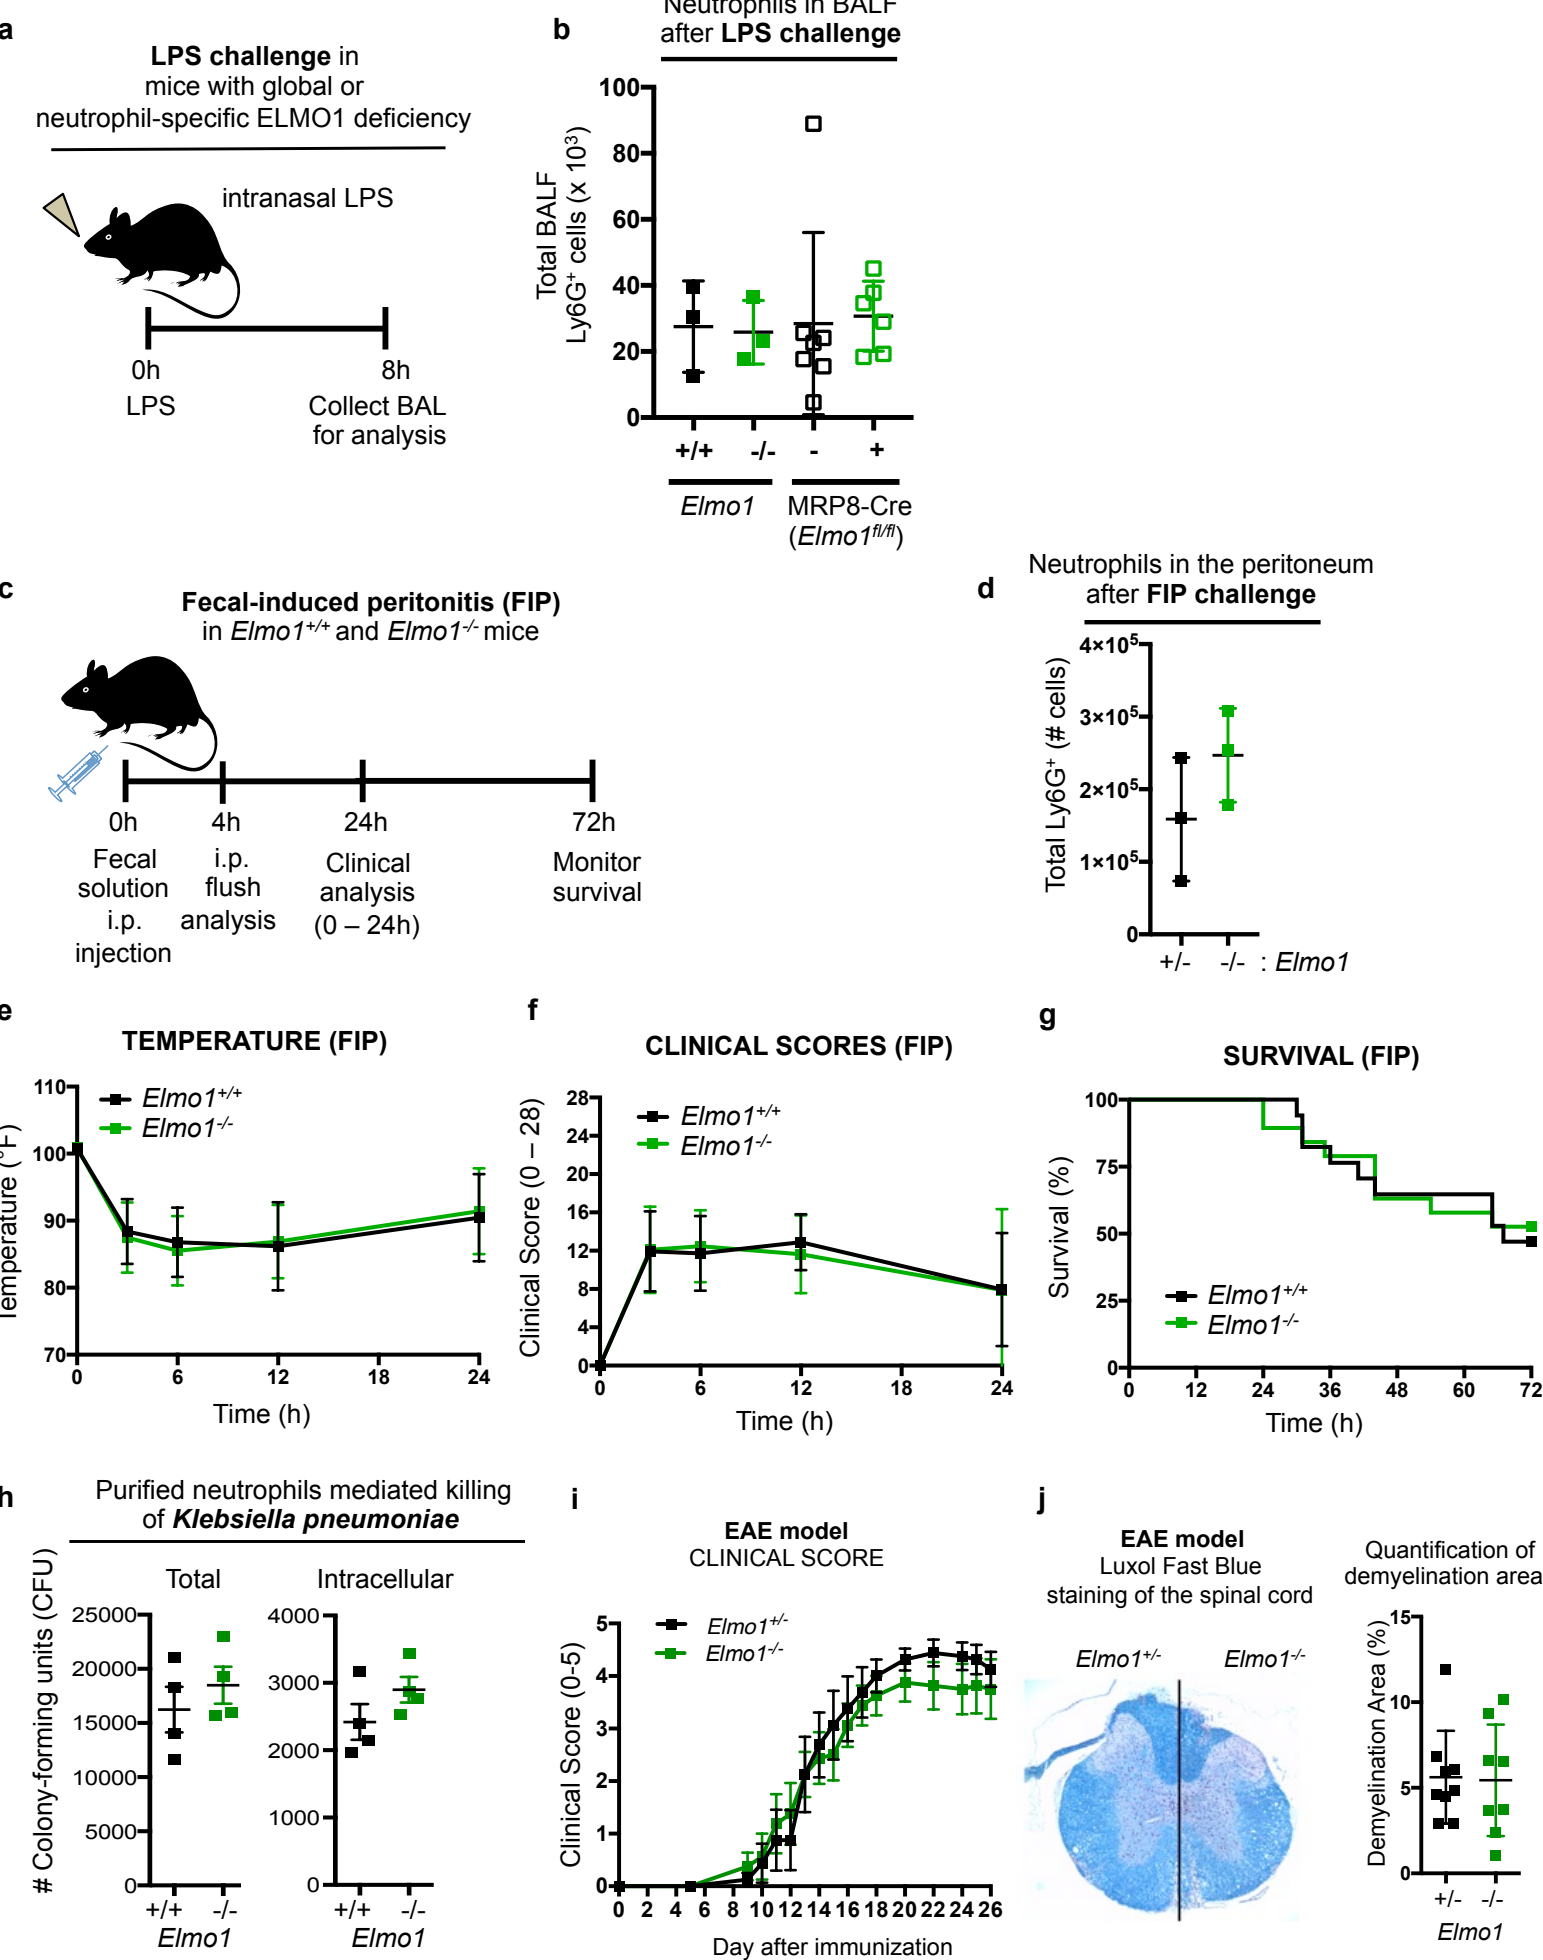 a
LPS challenge in
mice with global or
neutrophil-specific ELMO1 deficiency
intranasal LPS
0h
8h
LPS
Collect BAL
for analysis
b
Neutrophils in BALF
after LPS challenge
Total BALF
Ly6G⁺ cells (x 10³)
100
80
60
40
20
0
+/+ -/- - +
Elmo1
MRP8-Cre
(Elmo1fl/fl)
c
Fecal-induced peritonitis (FIP)
in Elmo1+/+ and Elmo1-/- mice
0h
4h
24h
72h
Fecal
solution
i.p.
injection
i.p.
flush
analysis
Clinical
analysis
(0 – 24h)
Monitor
survival
d
Neutrophils in the peritoneum
after FIP challenge
Total Ly6G⁺ (# cells)
4×10⁵
3×10⁵
2×10⁵
1×10⁵
0
+/- -/- : Elmo1
e
TEMPERATURE (FIP)
Elmo1+/+
Elmo1-/-
Temperature (°F)
110
100
90
80
70
0 6 12 18 24
Time (h)
f
CLINICAL SCORES (FIP)
Elmo1+/+
Elmo1-/-
Clinical Score (0 – 28)
28
24
20
16
12
8
4
0
0 6 12 18 24
Time (h)
g
SURVIVAL (FIP)
Survival (%)
100
75
50
25
0
Elmo1+/+
Elmo1-/-
0 12 24 36 48 60 72
Time (h)
h
Purified neutrophils mediated killing
of Klebsiella pneumoniae
# Colony-forming units (CFU)
Total
25000
20000
15000
10000
5000
0
+/+ -/-
Elmo1
Intracellular
4000
3000
2000
1000
0
+/+ -/-
Elmo1
i
EAE model
CLINICAL SCORE
Elmo1+/-
Elmo1-/-
Clinical Score (0-5)
5
4
3
2
1
0
0 2 4 6 8 10 12 14 16 18 20 22 24 26
Day after immunization
j
EAE model
Luxol Fast Blue
staining of the spinal cord
Elmo1+/- Elmo1-/-
Quantification of
demyelination area
Demyelination Area (%)
15
10
5
0
+/- -/-
Elmo1